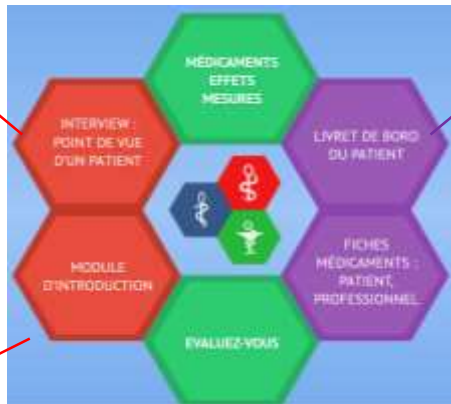 MÉDICAMENTS
EFFETS
MESURES
INTERVIEW :
POINT DE VUE
D'UN PATIENT
LIVRET DE BORD
DU PATIENT
MODULE
D'INTRODUCTION
FICHES
MÉDICAMENTS :
PATIENT,
PROFESSIONNEL
EVALUEZ-VOUS